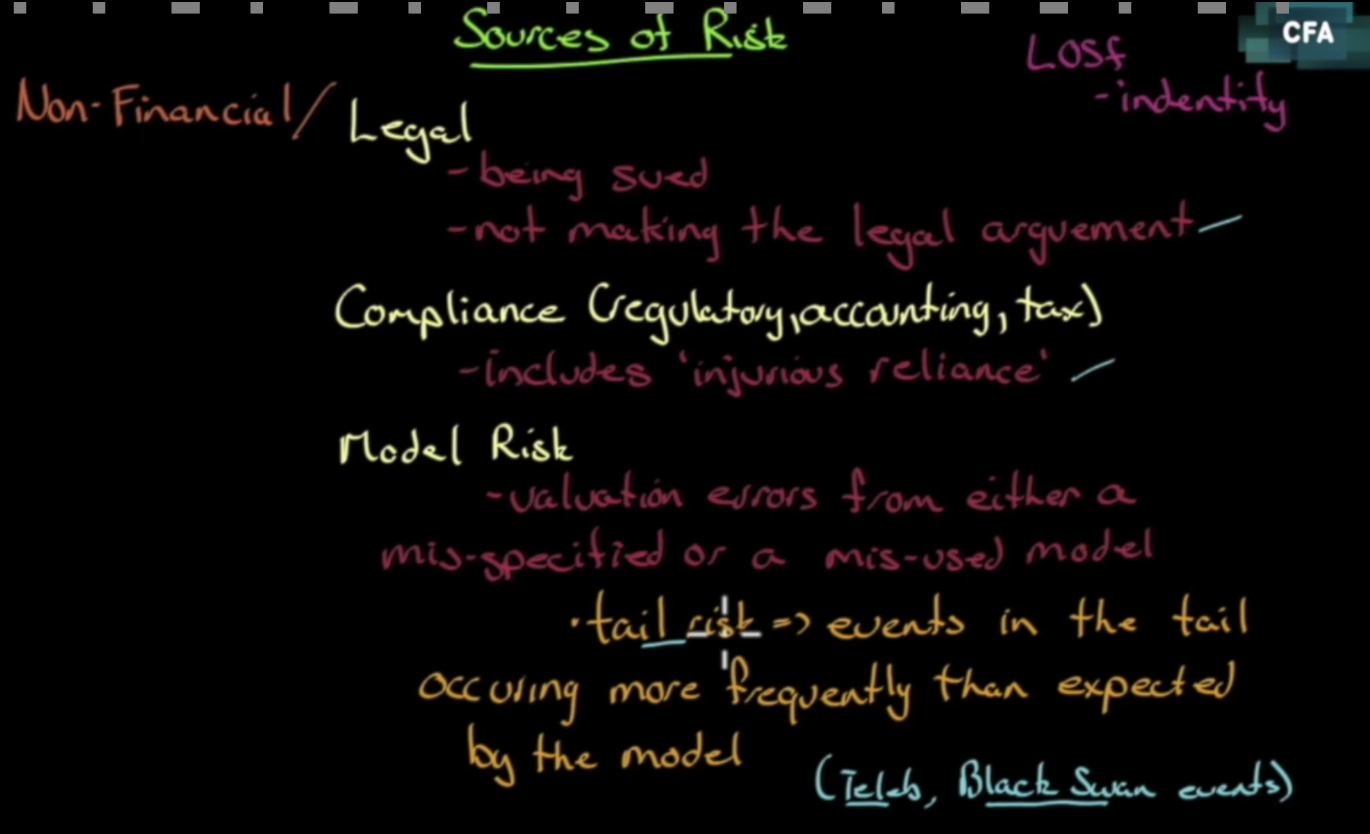 Sources of Risk
CFA
LOSf
- indentify
Non-Financial/
Legal
- being sued
- not making the legal arguement
Compliance (regulatory, accounting, tax)
- includes 'injurious reliance'
Model Risk
- valuation errors from either a
mis-specified or a mis-used model
· tail risk => events in the tail
occuring more frequently than expected
by the model
(Teleb, Black Swan events)